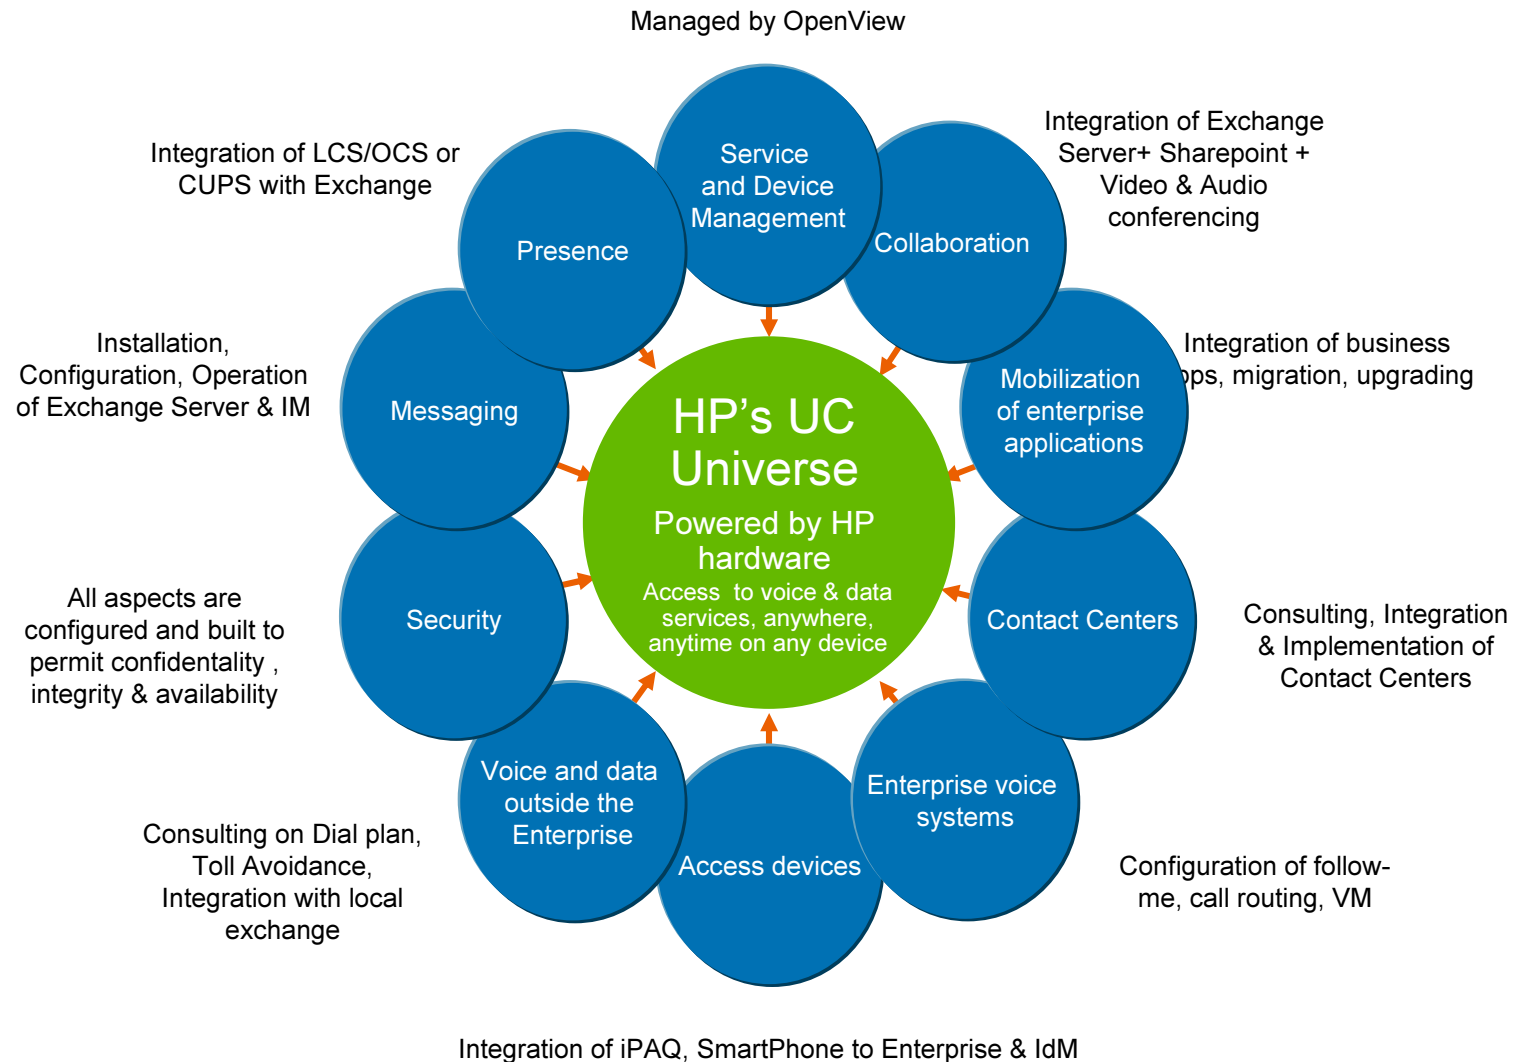 Managed by OpenView
Service
and Device
Management
Integration of Exchange
Server+ Sharepoint +
Video & Audio
conferencing
Collaboration
Integration of LCS/OCS or
CUPS with Exchange
Presence
Integration of business
pps, migration, upgrading
Mobilization
of enterprise
applications
Installation,
Configuration, Operation
of Exchange Server & IM
Messaging
HP’s UC
Universe
Powered by HP
hardware
Access to voice & data
services, anywhere,
anytime on any device
Contact Centers
Consulting, Integration
& Implementation of
Contact Centers
All aspects are
configured and built to
permit confidentality ,
integrity & availability
Security
Voice and data
outside the
Enterprise
Consulting on Dial plan,
Toll Avoidance,
Integration with local
exchange
Enterprise voice
systems
Configuration of follow-
me, call routing, VM
Access devices
Integration of iPAQ, SmartPhone to Enterprise & IdM